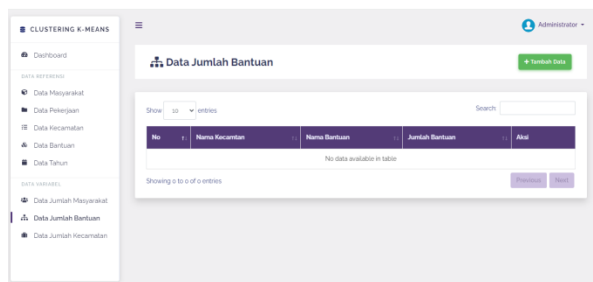 CLUSTERING K-MEANS
Administrator
Dashboard
Data Jumlah Bantuan
+ Tambah Data
DATA REFERENSI
Data Masyarakat
Data Pekerjaan
Data Kecamatan
Data Bantuan
Data Tahun
Show 10 entries
Search:
No Nama Kecamtan Nama Bantuan Jumlah Bantuan Aksi
No data available in table
Showing 0 to 0 of 0 entries
Previous Next
DATA VARIABEL
Data Jumlah Masyarakat
Data Jumlah Bantuan
Data Jumlah Kecamatan